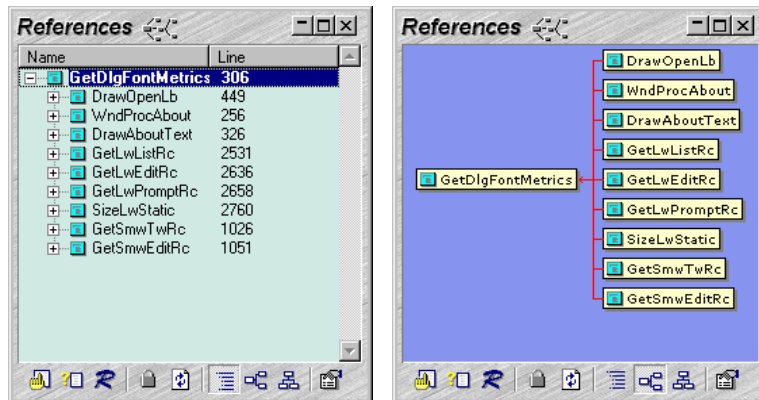 References
Name Line
GetDlgFontMetrics 306
DrawOpenLb 449
WndProcAbout 256
DrawAboutText 326
GetLwListRc 2531
GetLwEditRc 2636
GetLwPromptRc 2658
SizeLwStatic 2760
GetSmwTwRc 1026
GetSmwEditRc 1051
References
DrawOpenLb
WndProcAbout
DrawAboutText
GetLwListRc
GetDlgFontMetrics GetLwEditRc
GetLwPromptRc
SizeLwStatic
GetSmwTwRc
GetSmwEditRc